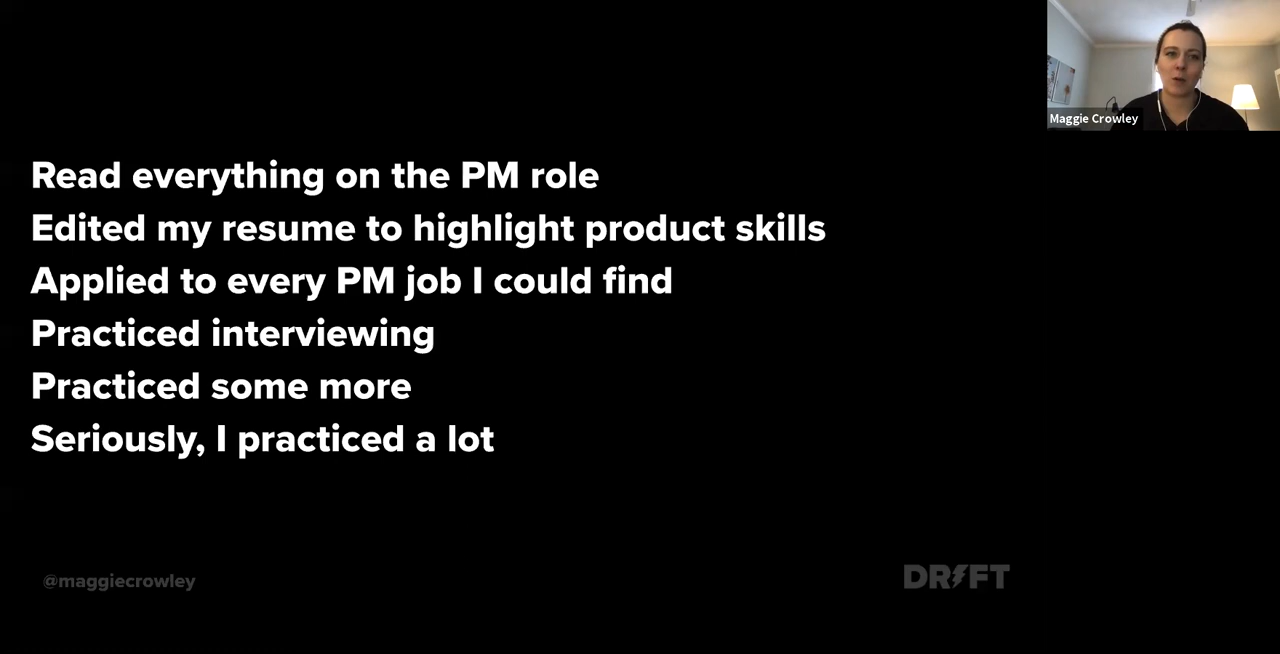 Maggie Crowley
Read everything on the PM role
Edited my resume to highlight product skills
Applied to every PM job I could find
Practiced interviewing
Practiced some more
Seriously, I practiced a lot
@maggiecrowley
DRIFT